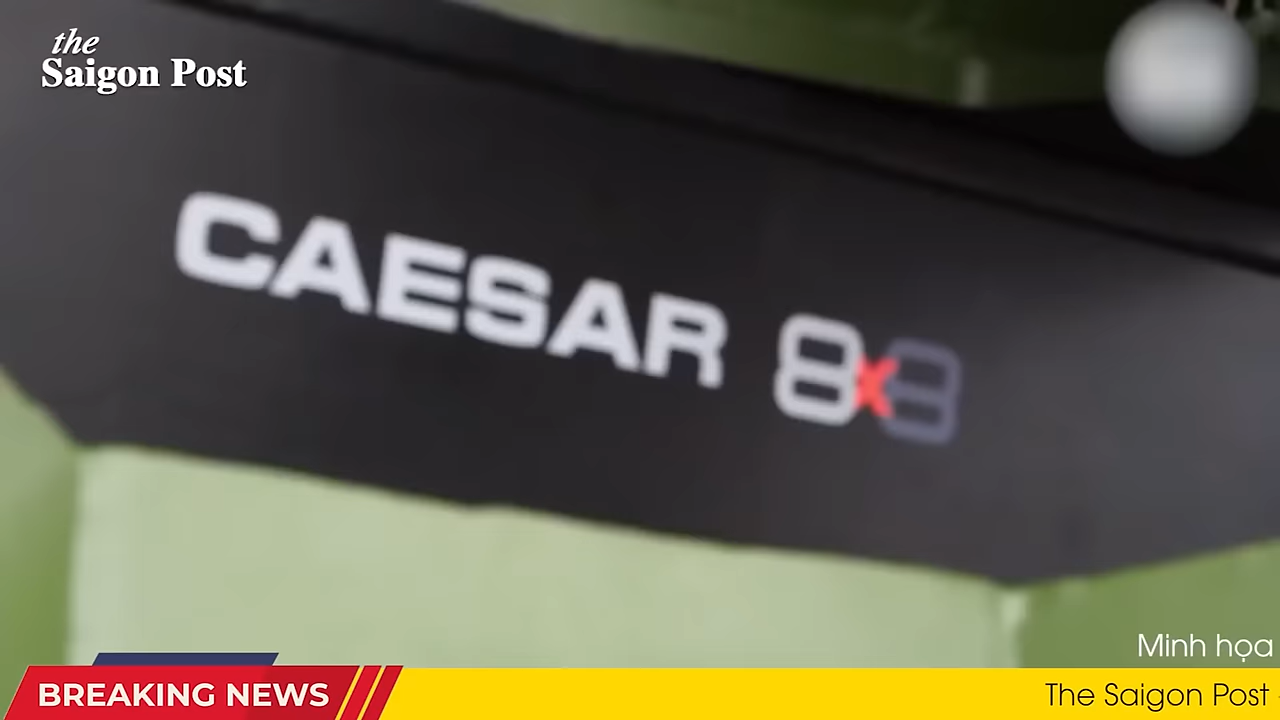 the
Saigon Post
CAESAR 8x8
Minh họa
BREAKING NEWS
The Saigon Post